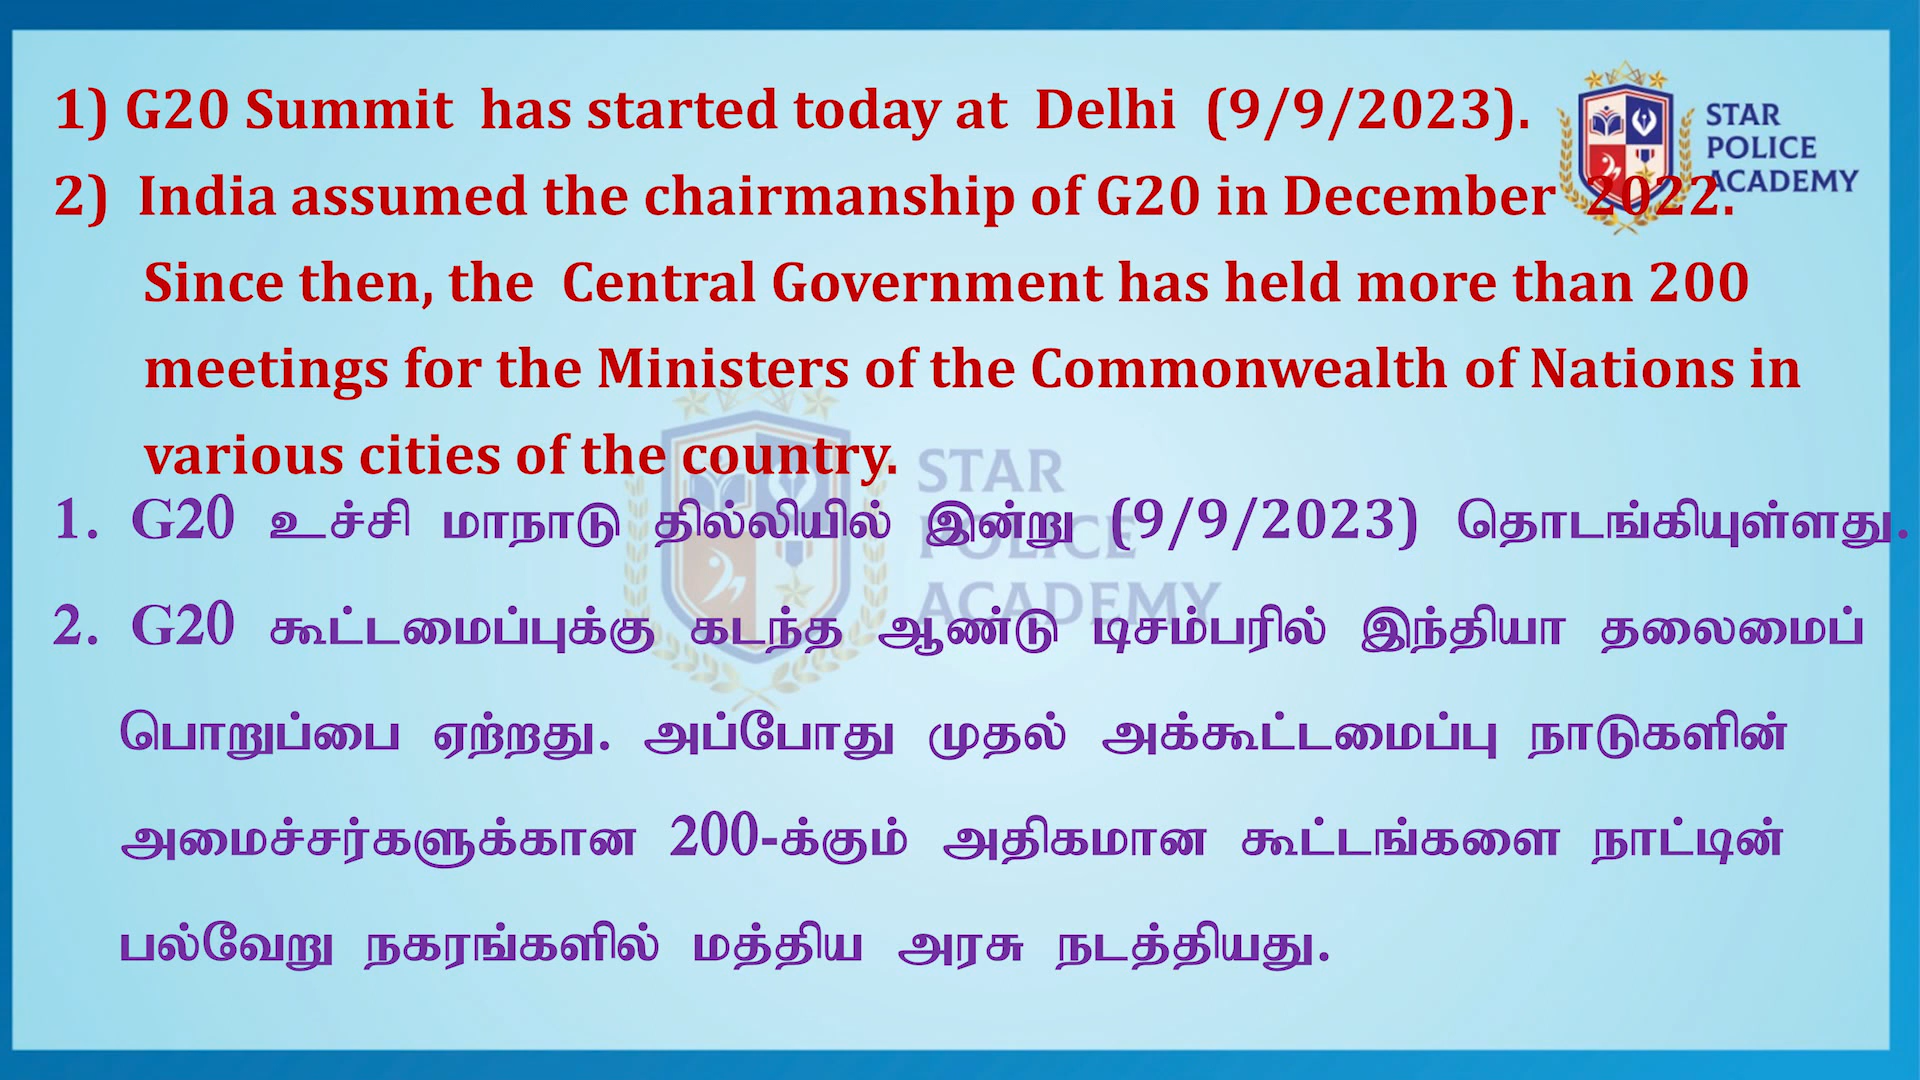 1) G20 Summit has started today at Delhi (9/9/2023).
STAR
POLICE
ACADEMY
2) India assumed the chairmanship of G20 in December 2022.
Since then, the Central Government has held more than 200
meetings for the Ministers of the Commonwealth of Nations in
various cities of the country.
STAR
POLICE
ACADEMY
1. G20 உச்சி மாநாடு தில்லியில் இன்று (9/9/2023) தொடங்கியுள்ளது.
2. G20 கூட்டமைப்புக்கு கடந்த ஆண்டு டிசம்பரில் இந்தியா தலைமைப்
பொறுப்பை ஏற்றது. அப்போது முதல் அக்கூட்டமைப்பு நாடுகளின்
அமைச்சர்களுக்கான 200-க்கும் அதிகமான கூட்டங்களை நாட்டின்
பல்வேறு நகரங்களில் மத்திய அரசு நடத்தியது.